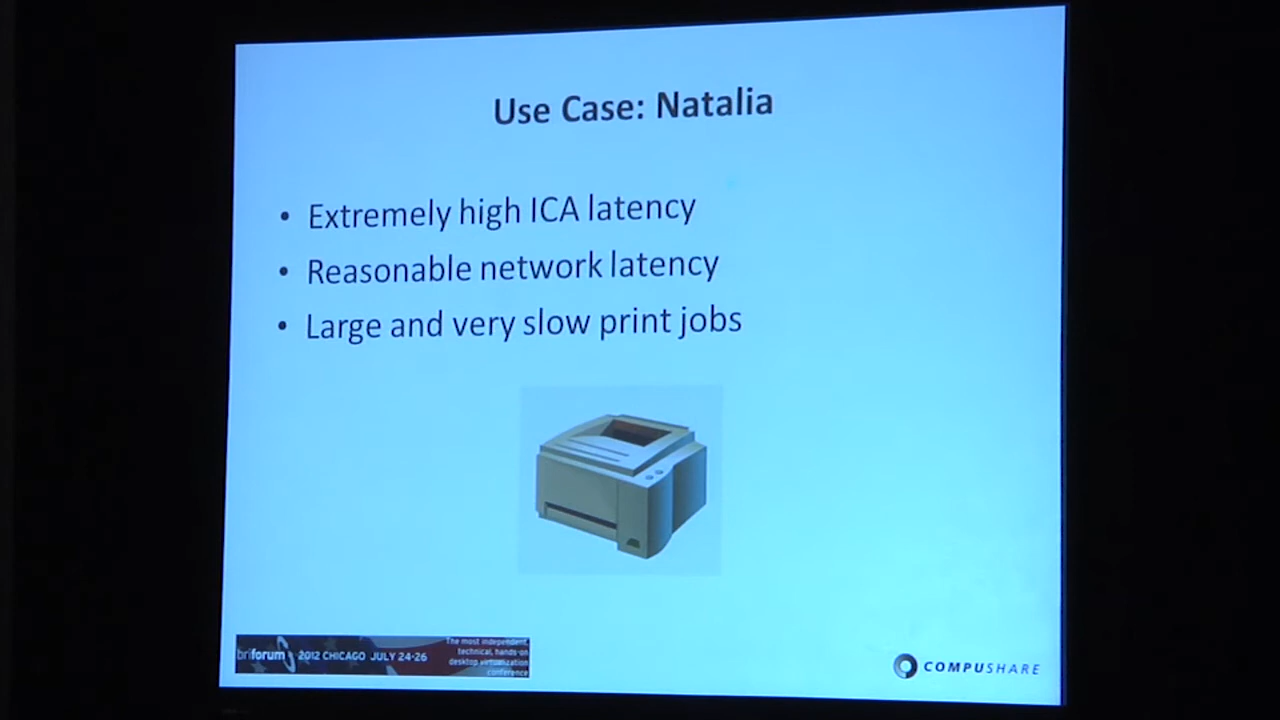 Use Case: Natalia
• Extremely high ICA latency
• Reasonable network latency
• Large and very slow print jobs
briforum 2012 CHICAGO JULY 24-26
The most independent,
technical, hands-on
desktop virtualization
conference
COMPUSHARE